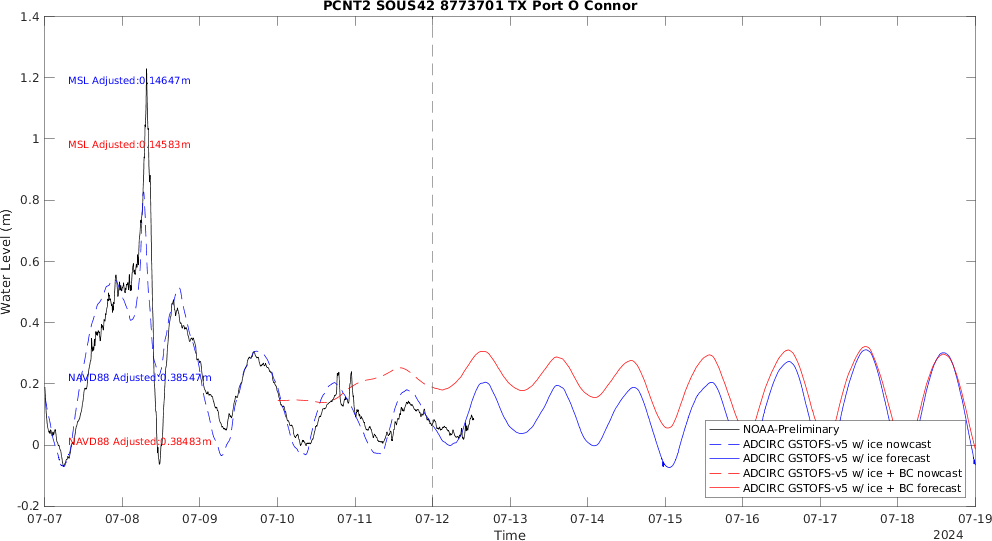 PCNT2 SOUS42 8773701 TX Port O Connor
1.4
1.2
1
0.8
0.6
0.4
0.2
0
-0.2
Water Level (m)
MSL Adjusted:0.14647m
MSL Adjusted:0.14583m
NAVD88 Adjusted:0.38547m
NAVD88 Adjusted:0.38483m
NOAA-Preliminary
ADCIRC GSTOFS-v5 w/ ice nowcast
ADCIRC GSTOFS-v5 w/ ice forecast
ADCIRC GSTOFS-v5 w/ ice + BC nowcast
ADCIRC GSTOFS-v5 w/ ice + BC forecast
07-07 07-08 07-09 07-10 07-11 07-12 07-13 07-14 07-15 07-16 07-17 07-18 07-19
Time
2024